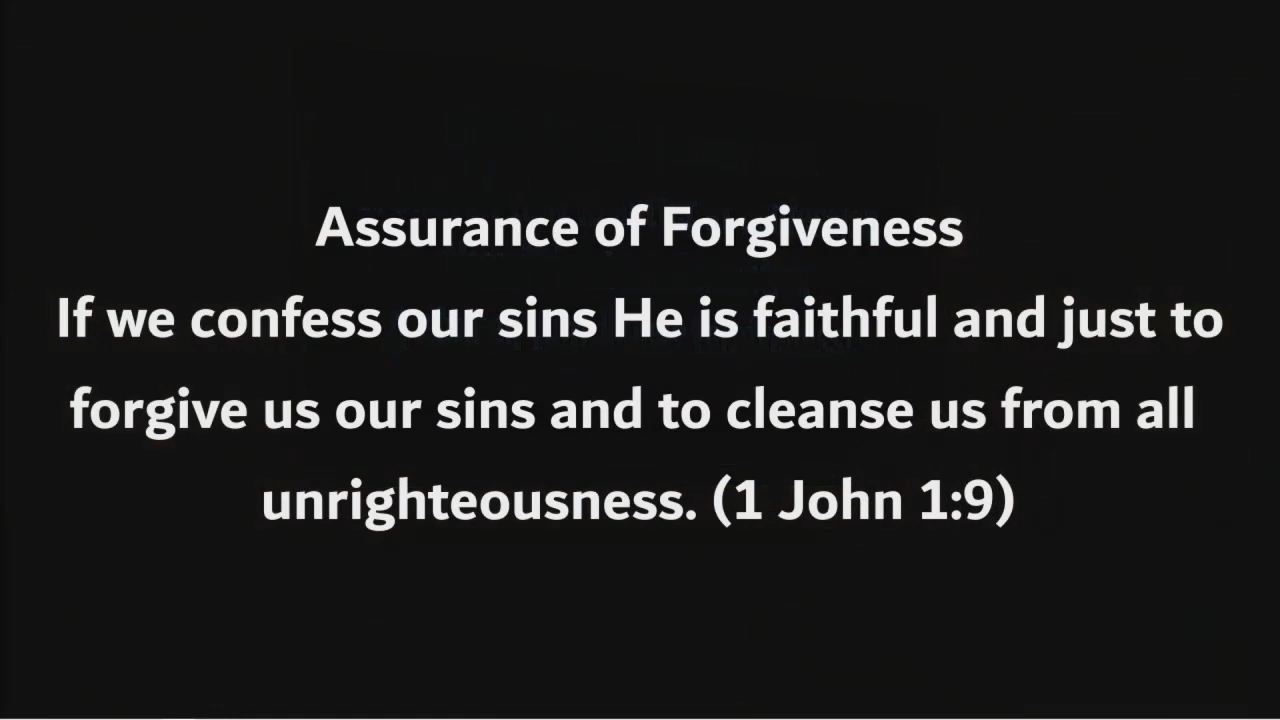 Assurance of Forgiveness
If we confess our sins He is faithful and just to
forgive us our sins and to cleanse us from all
unrighteousness. (1 John 1:9)